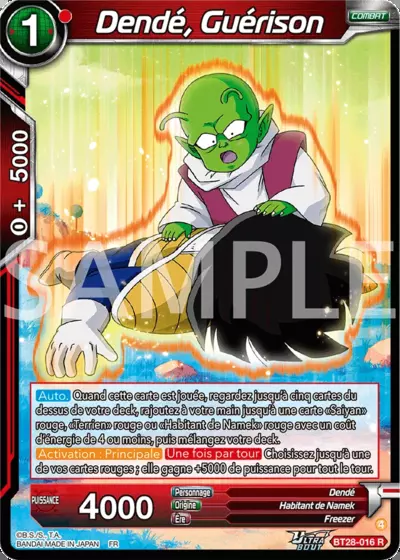 1
Dendé, Guérison
COMBAT
0 + 5000
SAMPLE
Auto. Quand cette carte est jouée, regardez jusqu'à cinq cartes du
dessus de votre deck, rajoutez à votre main jusqu'à une carte «Saiyan»
rouge, «Terrien» rouge ou «Habitant de Namek» rouge avec un coût
d'énergie de 4 ou moins, puis mélangez votre deck.
Activation : Principale Une fois par tour Choisissez jusqu'à une
de vos cartes rouges ; elle gagne +5000 de puissance pour tout le tour.
PUISSANCE 4000
Personnage Dendé
Origine Habitant de Namek
Ère Freezer
©B.S./S., T.A.
BANDAI MADE IN JAPAN FR
ULTRA BOUT BT28-016 R
4